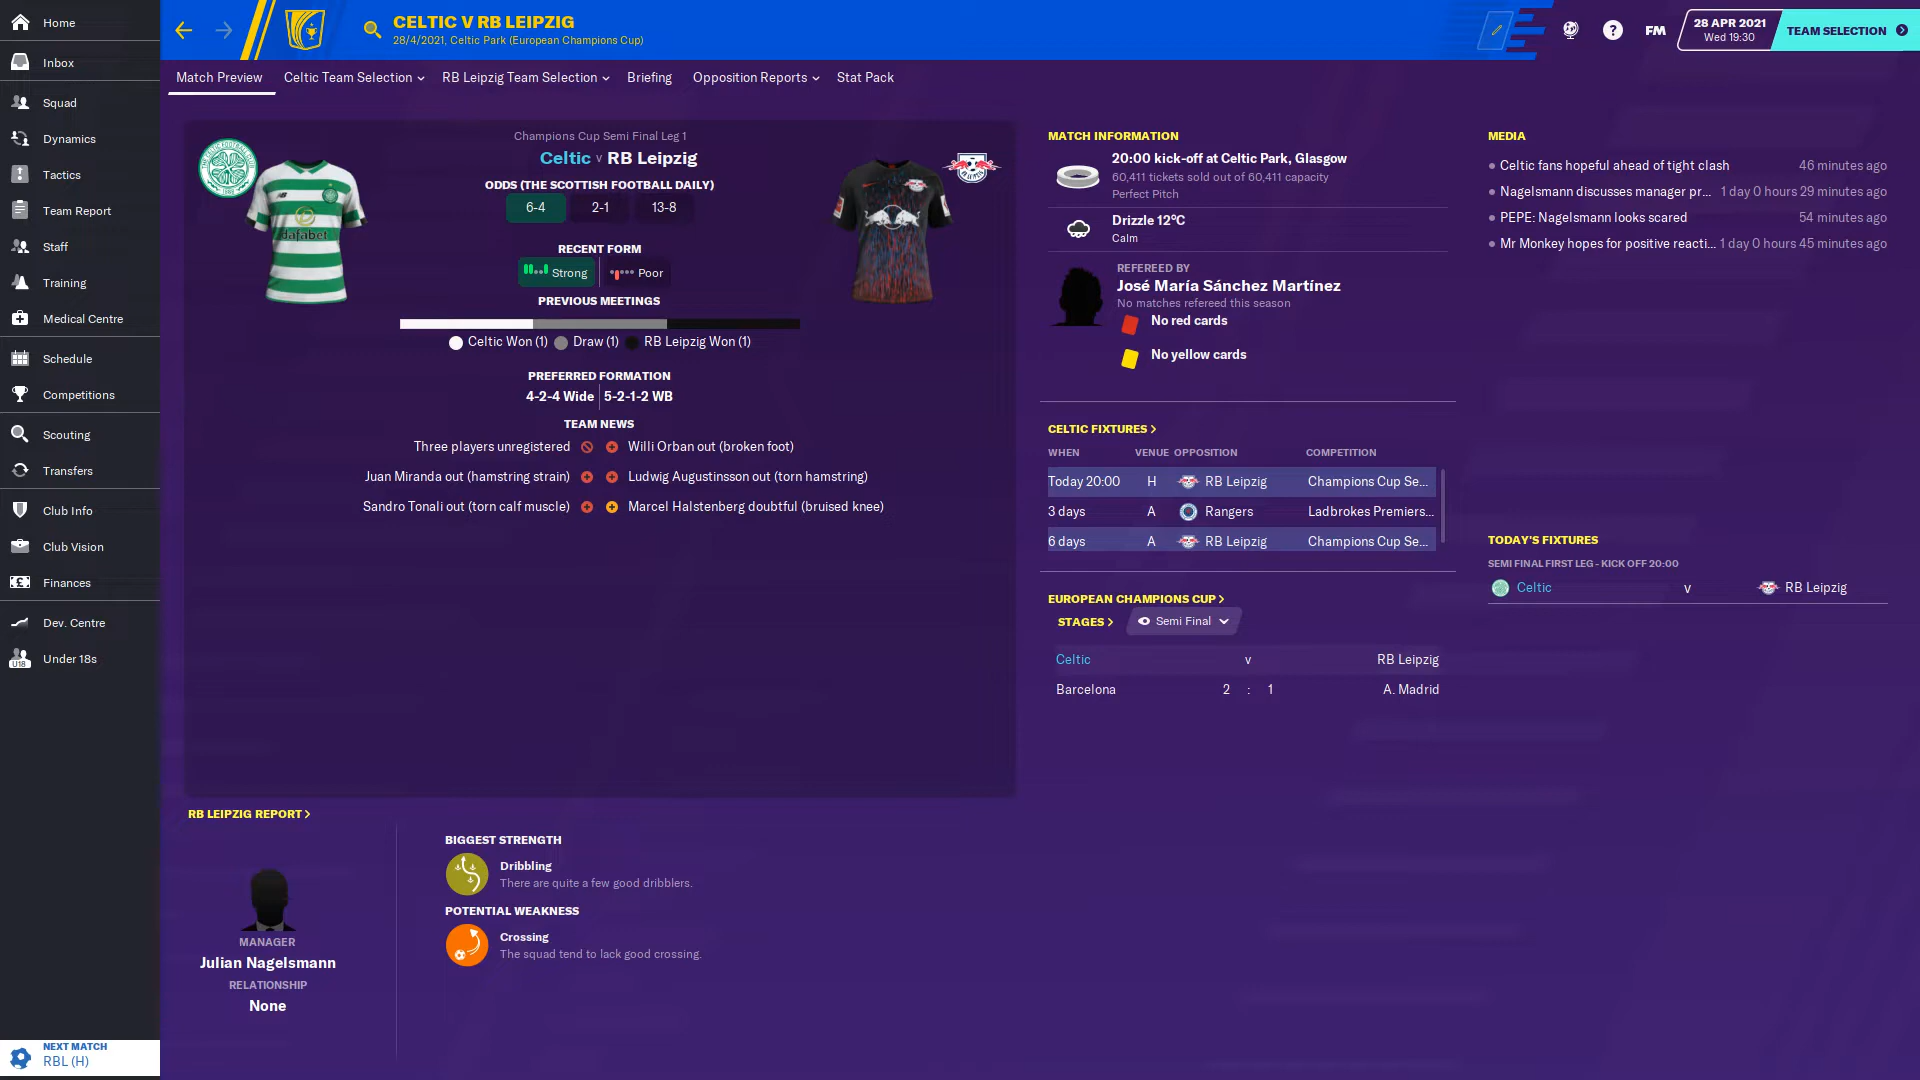 Home
Inbox
Squad
Dynamics
Tactics
Team Report
Staff
Training
Medical Centre
Schedule
Competitions
Scouting
Transfers
Club Info
Club Vision
Finances
Dev. Centre
U18
Under 18s
NEXT MATCH
RBL (H)
CELTIC V RB LEIPZIG
28/4/2021, Celtic Park (European Champions Cup)
?
FM
28 APR 2021
Wed 19:30
TEAM SELECTION
Match Preview
Celtic Team Selection
RB Leipzig Team Selection
Briefing
Opposition Reports
Stat Pack
Champions Cup Semi Final Leg 1
Celtic v RB Leipzig
ODDS (THE SCOTTISH FOOTBALL DAILY)
6-4 2-1 13-8
dafabet
RECENT FORM
Strong Poor
PREVIOUS MEETINGS
Celtic Won (1) Draw (1) RB Leipzig Won (1)
PREFERRED FORMATION
4-2-4 Wide 5-2-1-2 WB
TEAM NEWS
Three players unregistered Willi Orban out (broken foot)
Juan Miranda out (hamstring strain) Ludwig Augustinsson out (torn hamstring)
Sandro Tonali out (torn calf muscle) Marcel Halstenberg doubtful (bruised knee)
RB LEIPZIG REPORT
MANAGER
Julian Nagelsmann
RELATIONSHIP
None
BIGGEST STRENGTH
Dribbling
There are quite a few good dribblers.
POTENTIAL WEAKNESS
Crossing
The squad tend to lack good crossing.
MATCH INFORMATION
20:00 kick-off at Celtic Park, Glasgow
60,411 tickets sold out of 60,411 capacity
Perfect Pitch
Drizzle 12°C
Calm
REFEREED BY
José María Sánchez Martínez
No matches refereed this season
No red cards
No yellow cards
CELTIC FIXTURES
WHEN VENUE OPPOSITION COMPETITION
Today 20:00 H RB Leipzig Champions Cup Se...
3 days A Rangers Ladbrokes Premiers...
6 days A RB Leipzig Champions Cup Se...
EUROPEAN CHAMPIONS CUP
STAGES Semi Final
Celtic v RB Leipzig
Barcelona 2 : 1 A. Madrid
MEDIA
Celtic fans hopeful ahead of tight clash 46 minutes ago
Nagelsmann discusses manager pr... 1 day 0 hours 29 minutes ago
PEPE: Nagelsmann looks scared 54 minutes ago
Mr Monkey hopes for positive reacti... 1 day 0 hours 45 minutes ago
TODAY'S FIXTURES
SEMI FINAL FIRST LEG - KICK OFF 20:00
Celtic v RB Leipzig